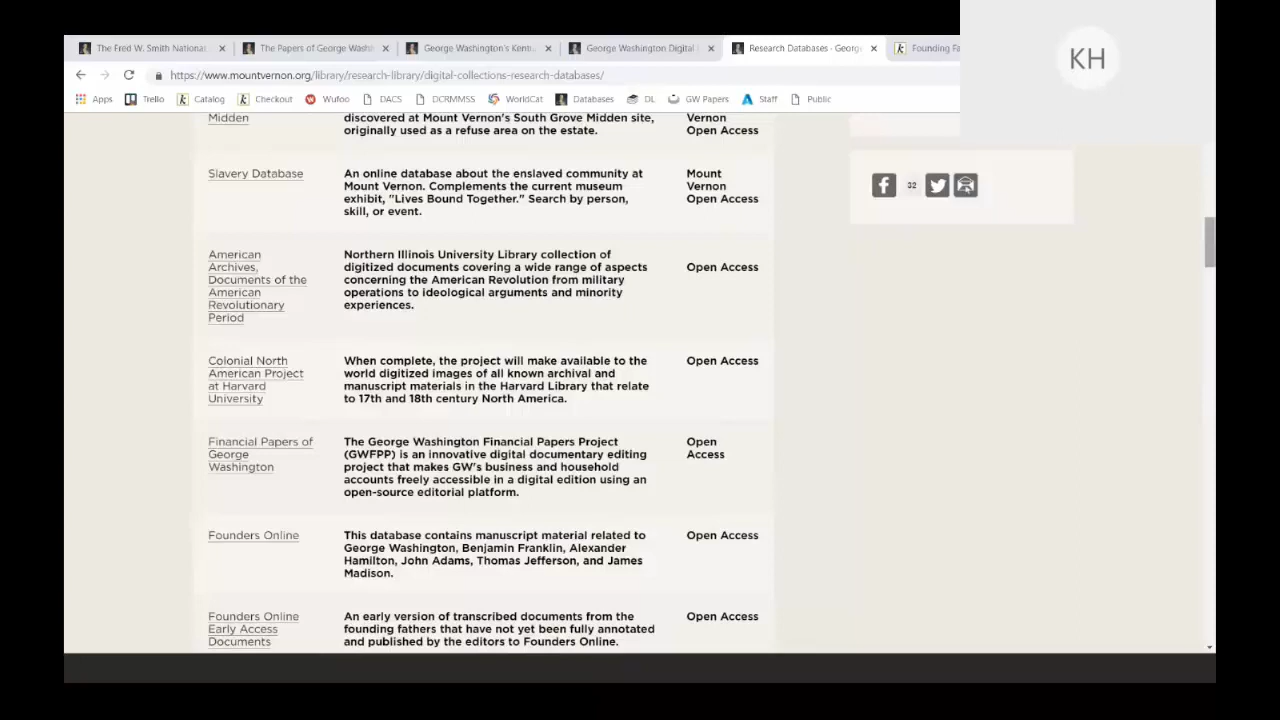 The Fred W. Smith National
The Papers of George Wash
George Washington's Kent
George Washington Digital
Research Databases - Georg
Founding Fa
KH
https://www.mountvernon.org/library/research-library/digital-collections-research-databases/
Apps Trello Catalog Checkout Wufoo DACS DCRMMSS WorldCat Databases DL GW Papers Staff Public
Midden
discovered at Mount Vernon's South Grove Midden site,
originally used as a refuse area on the estate.
Vernon
Open Access
32
Slavery Database
An online database about the enslaved community at
Mount Vernon. Complements the current museum
exhibit, "Lives Bound Together." Search by person,
skill, or event.
Mount
Vernon
Open Access
American
Archives,
Documents of the
American
Revolutionary
Period
Northern Illinois University Library collection of
digitized documents covering a wide range of aspects
concerning the American Revolution from military
operations to ideological arguments and minority
experiences.
Open Access
Colonial North
American Project
at Harvard
University
When complete, the project will make available to the
world digitized images of all known archival and
manuscript materials in the Harvard Library that relate
to 17th and 18th century North America.
Open Access
Financial Papers of
George
Washington
The George Washington Financial Papers Project
(GWFPP) is an innovative digital documentary editing
project that makes GW's business and household
accounts freely accessible in a digital edition using an
open-source editorial platform.
Open
Access
Founders Online
This database contains manuscript material related to
George Washington, Benjamin Franklin, Alexander
Hamilton, John Adams, Thomas Jefferson, and James
Madison.
Open Access
Founders Online
Early Access
Documents
An early version of transcribed documents from the
founding fathers that have not yet been fully annotated
and published by the editors to Founders Online.
Open Access